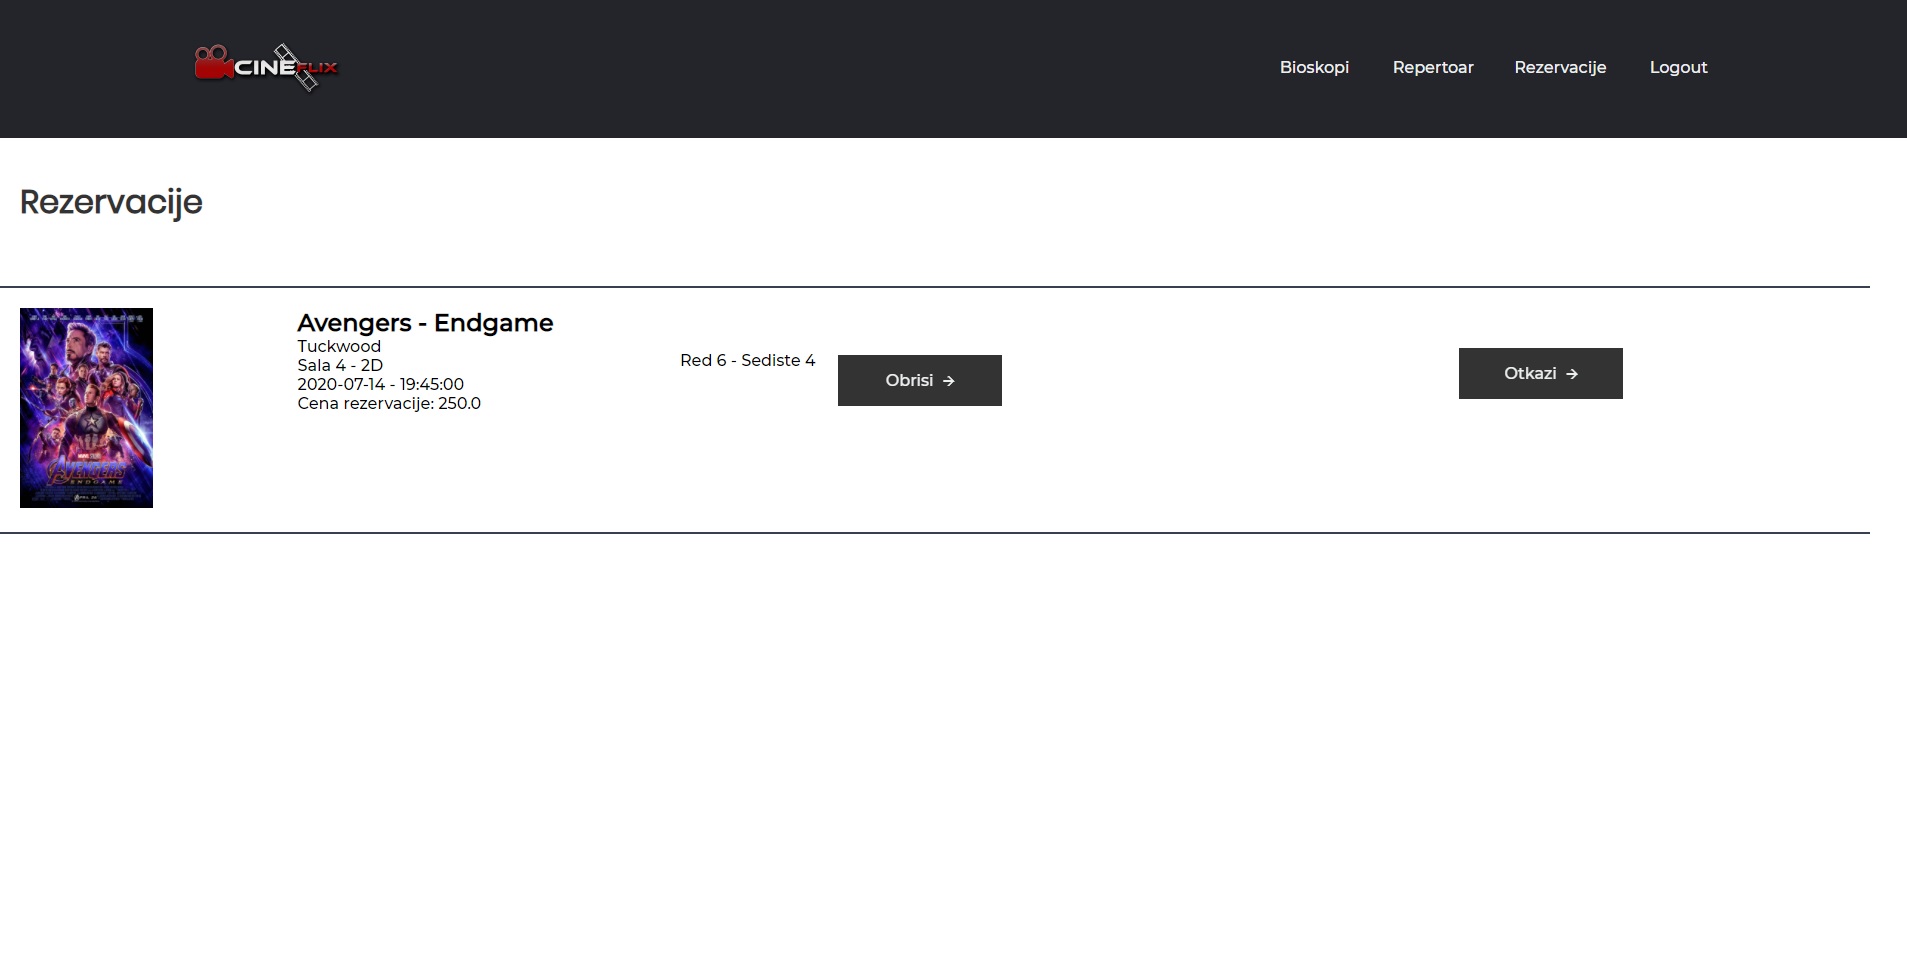 CINEFLIX
Bioskopi
Repertoar
Rezervacije
Logout
Rezervacije
AVENGERS
ENDGAME
Avengers - Endgame
Tuckwood
Sala 4 - 2D
2020-07-14 - 19:45:00
Cena rezervacije: 250.0
Red 6 - Sediste 4
Obrisi →
Otkazi →